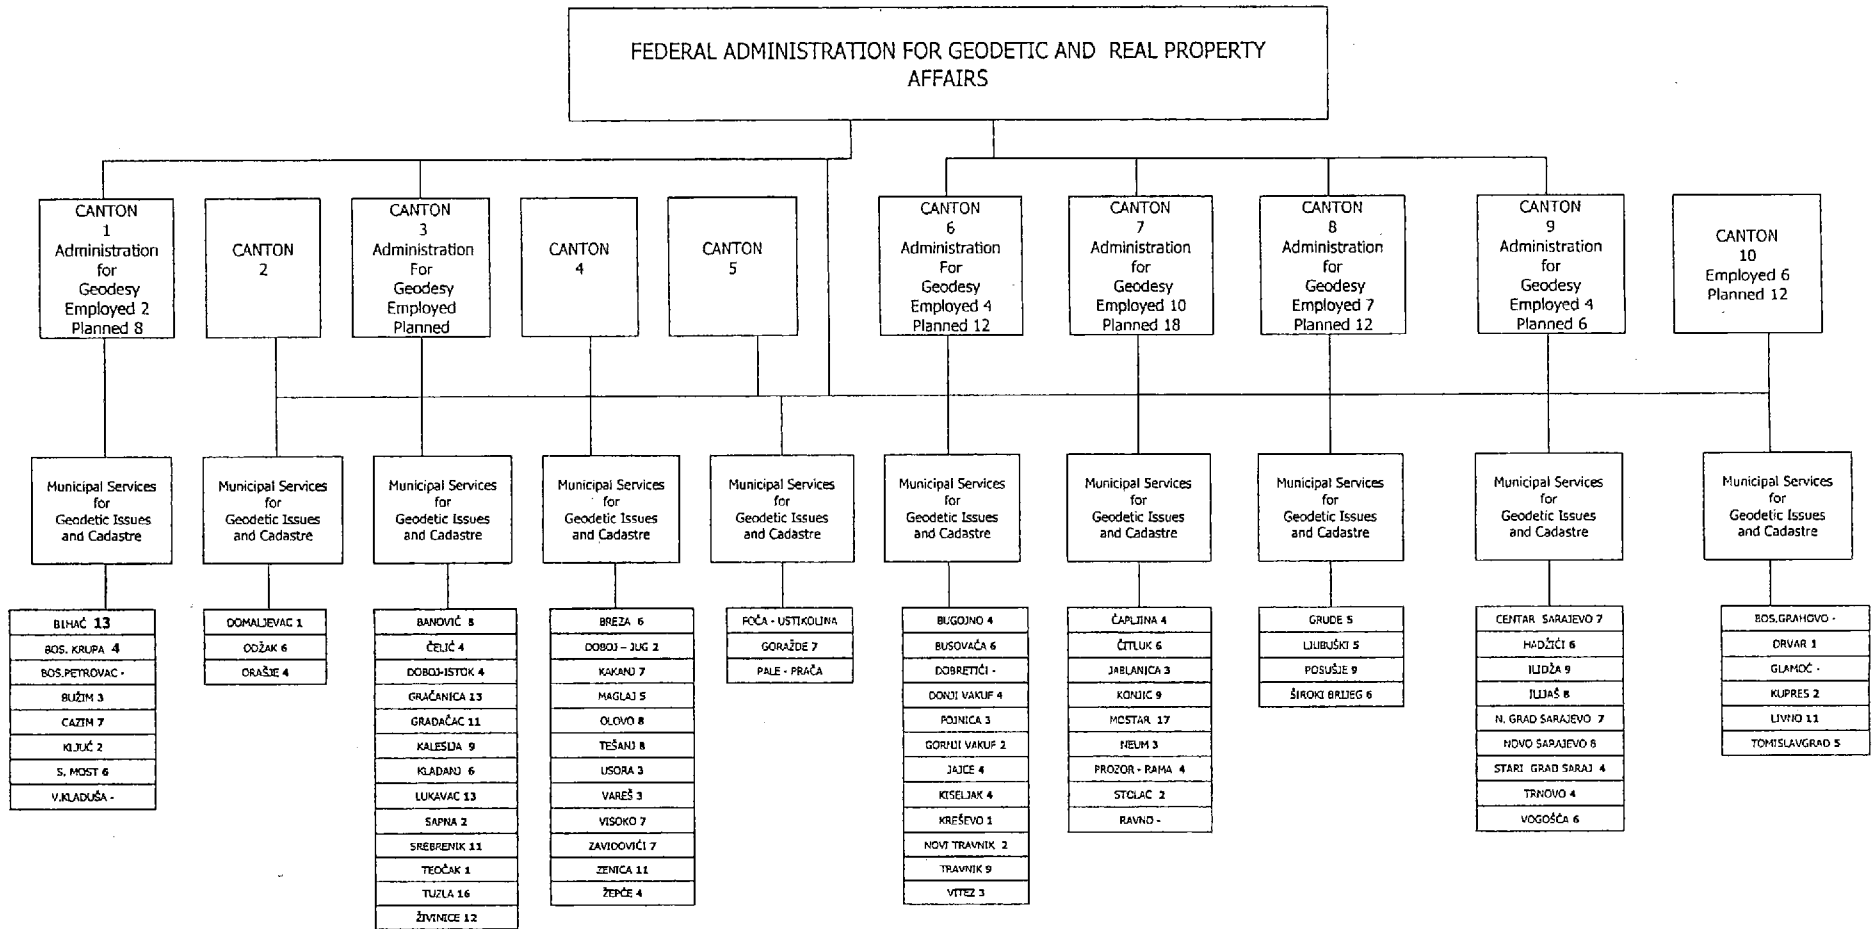 FEDERAL ADMINISTRATION FOR GEODETIC AND REAL PROPERTY
AFFAIRS
CANTON
1
Administration
for
Geodesy
Employed 2
Planned 8
CANTON
2
CANTON
3
Administration
For
Geodesy
Employed
Planned
CANTON
4
CANTON
5
CANTON
6
Administration
For
Geodesy
Employed 4
Planned 12
CANTON
7
Administration
for
Geodesy
Employed 10
Planned 18
CANTON
8
Administration
for
Geodesy
Employed 7
Planned 12
CANTON
9
Administration
for
Geodesy
Employed 4
Planned 6
CANTON
10
Employed 6
Planned 12
Municipal Services
for
Geodetic Issues
and Cadastre
Municipal Services
for
Geodetic Issues
and Cadastre
Municipal Services
for
Geodetic Issues
and Cadastre
Municipal Services
for
Geodetic Issues
and Cadastre
Municipal Services
for
Geodetic Issues
and Cadastre
Municipal Services
for
Geodetic Issues
and Cadastre
Municipal Services
for
Geodetic Issues
and Cadastre
Municipal Services
for
Geodetic Issues
and Cadastre
Municipal Services
for
Geodetic Issues
and Cadastre
Municipal Services
for
Geodetic Issues
and Cadastre
BIHAĆ 13
BOS. KRUPA 4
BOS.PETROVAC -
BUŽIM 3
CAZIM 7
KLJUČ 2
S. MOST 6
V.KLADUŠA -
DOMALJEVAC 1
ODŽAK 6
ORAŠJE 4
BANOVIĆ 8
ČELIĆ 4
DOBOJ-ISTOK 4
GRAČANICA 13
GRADAČAC 11
KALESIJA 9
KLADANJ 6
LUKAVAC 13
SAPNA 2
SREBRENIK 11
TEOČAK 1
TUZLA 16
ŽIVINICE 12
BREZA 6
DOBOJ – JUG 2
KAKANJ 7
MAGLAJ 5
OLOVO 8
TEŠANJ 8
USORA 3
VAREŠ 3
VISOKO 7
ZAVIDOVIĆI 7
ZENICA 11
ŽEPČE 4
FOČA - USTIKOLINA
GORAŽDE 7
PALE - PRAČA
BUGOJNO 4
BUSOVAČA 6
DOBRETIĆI -
DONJI VAKUF 4
FOJNICA 3
GORNJI VAKUF 2
JAJCE 4
KISELJAK 4
KREŠEVO 1
NOVI TRAVNIK 2
TRAVNIK 9
VITEZ 3
ČAPLJINA 4
ČITLUK 6
JABLANICA 3
KONJIC 9
MOSTAR 17
NEUM 3
PROZOR - RAMA 4
STOLAC 2
RAVNO -
GRUDE 5
LJUBUŠKI 5
POSUŠJE 9
ŠIROKI BRIJEG 6
CENTAR SARAJEVO 7
HADŽIĆI 6
ILIDŽA 9
ILIJAŠ 8
N. GRAD SARAJEVO 7
NOVO SARAJEVO
STARI GRAD SARAJ 4
TRNOVO 4
VOGOŠĆA 6
BOS.GRAHOVO -
DRVAR 1
GLAMOČ -
KUPRES 2
LIVNO 11
TOMISLAVGRAD 5